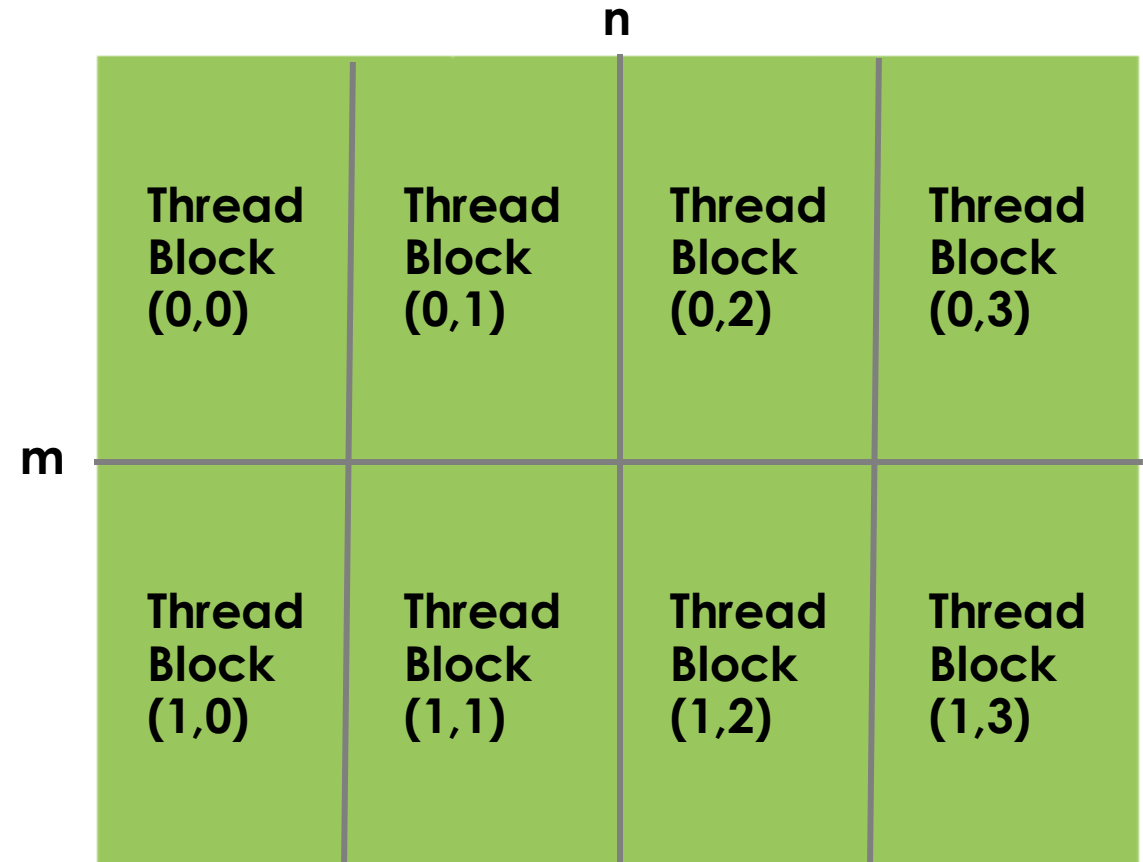 n
Thread
Block
(0,0)
Thread
Block
(0,1)
Thread
Block
(0,2)
Thread
Block
(0,3)
m
Thread
Block
(1,0)
Thread
Block
(1,1)
Thread
Block
(1,2)
Thread
Block
(1,3)